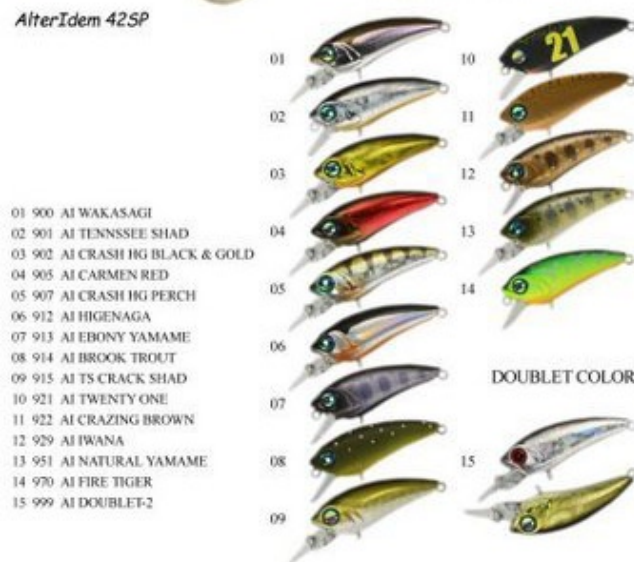 AlterIdem 42SP
01 900 AI WAKASAGI
02 901 AI TENNSSEE SHAD
03 902 AI CRASH HG BLACK & GOLD
04 905 AI CARMEN RED
05 907 AI CRASH HG PERCH
06 912 AI HIGENAGA
07 913 AI EBONY YAMAME
08 914 AI BROOK TROUT
09 915 AI TS CRACK SHAD
10 921 AI TWENTY ONE
11 922 AI CRAZING BROWN
12 929 AI IWANA
13 951 AI NATURAL YAMAME
14 970 AI FIRE TIGER
15 999 AI DOUBLET-2
01
02
03
04
05
06
07
08
09
10
21
11
12
13
14
DOUBLET COLOR
15